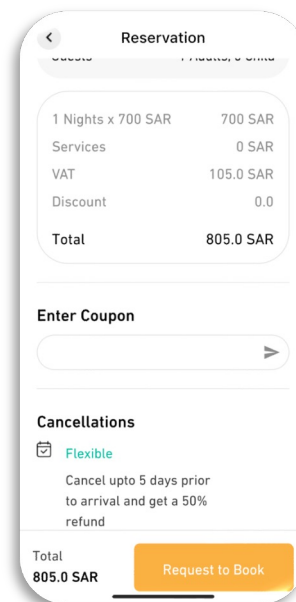 Reservation
1 Nights x 700 SAR 700 SAR
Services 0 SAR
VAT 105.0 SAR
Discount 0.0
Total 805.0 SAR
Enter Coupon
Cancellations
Flexible
Cancel upto 5 days prior
to arrival and get a 50%
refund
Total
805.0 SAR
Request to Book